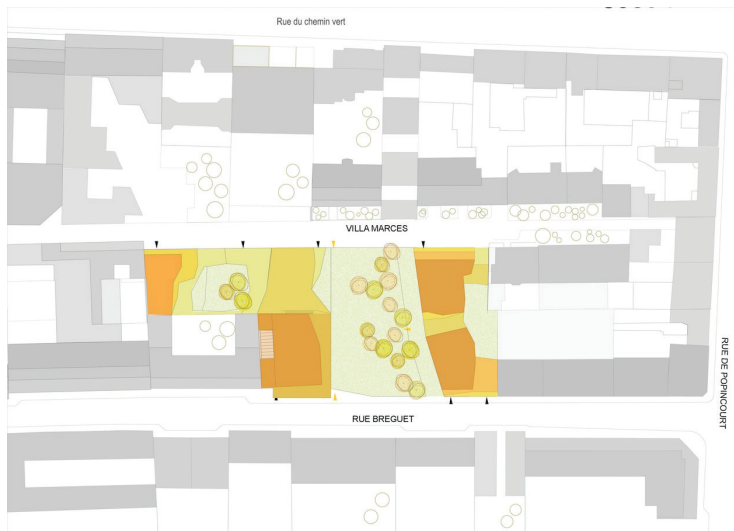 Rue du chemin vert
VILLA MARCES
RUE DE POPINCOURT
RUE BREGUET